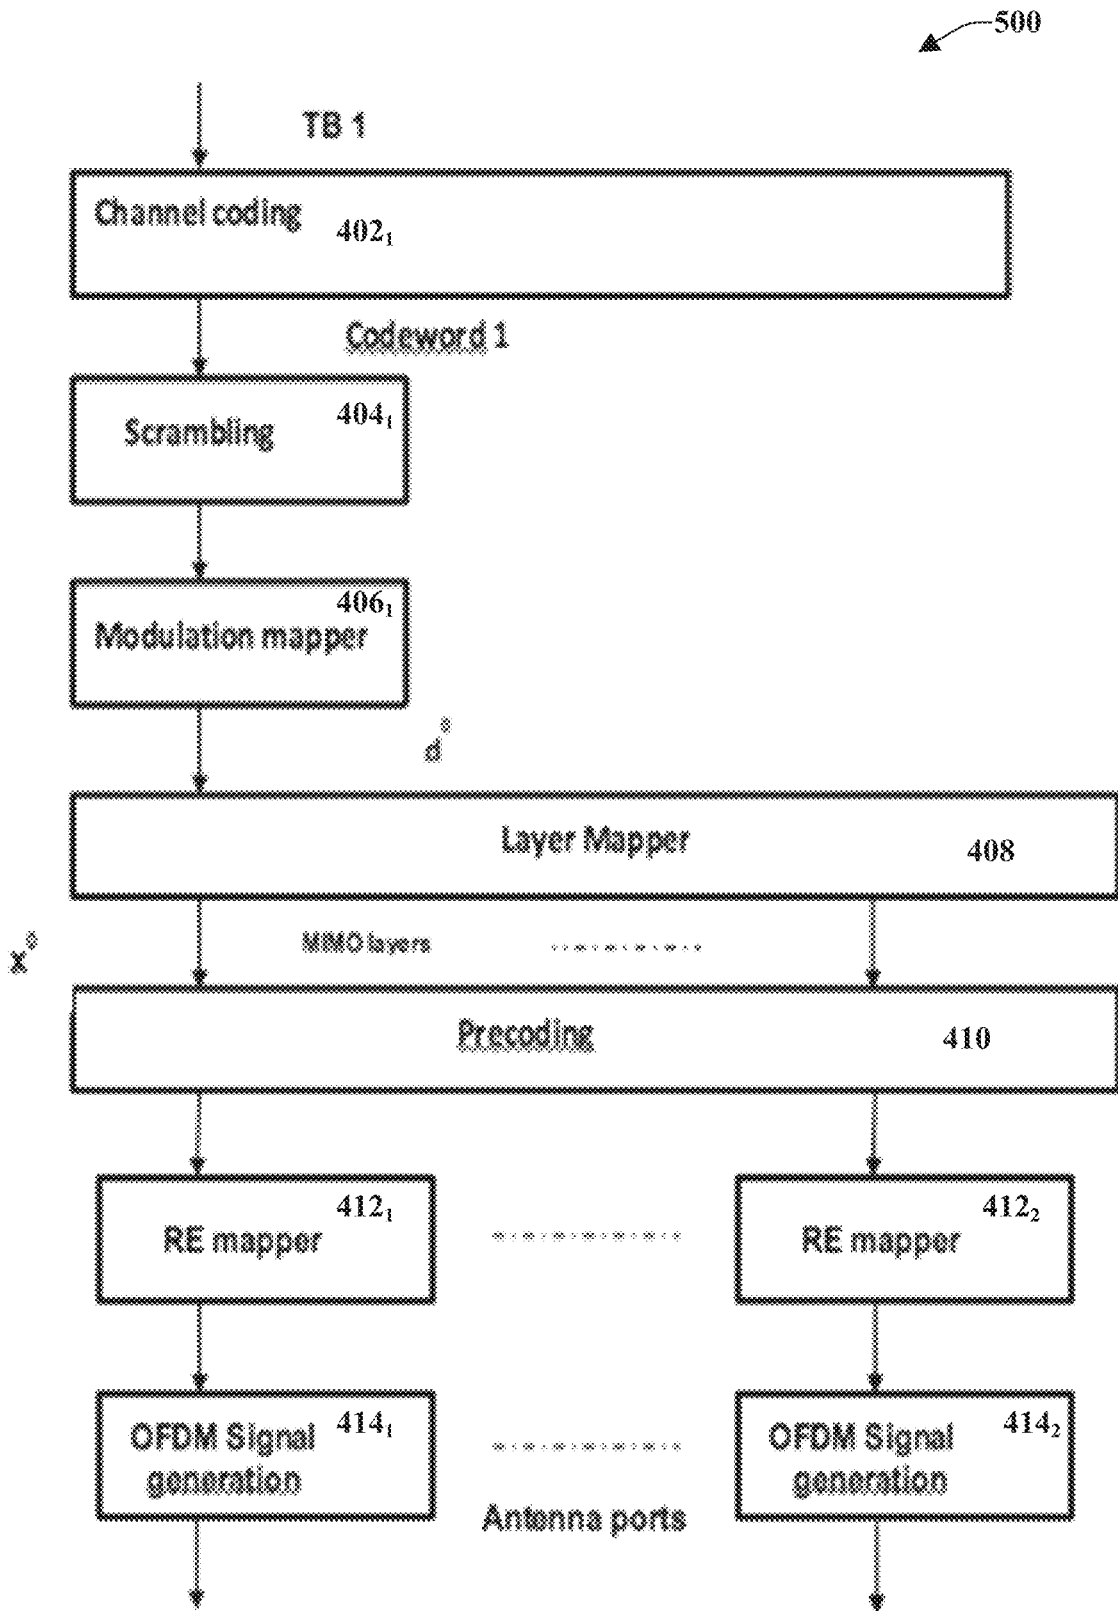 500
TB 1
Channel coding 402₁
Codeword 1
404₁
Scrambling
406₁
Modulation mapper
d⁰
Layer Mapper 408
x⁰
MIMO layers
Precoding 410
412₁
RE mapper
412₂
RE mapper
OFDM Signal 414₁
generation
OFDM Signal 414₂
generation
Antenna ports